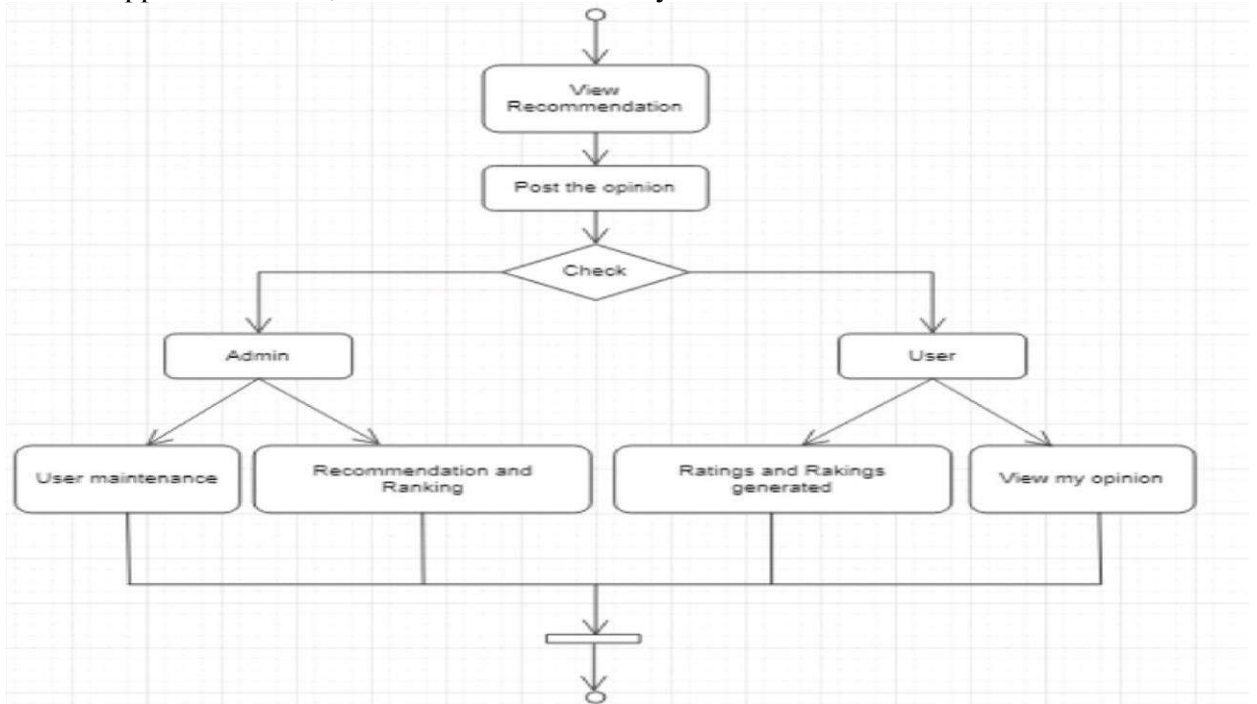 View
Recommendation
Post the opinion
Check
Admin
User
User maintenance
Recommendation and
Ranking
Ratings and Rakings
generated
View my opinion